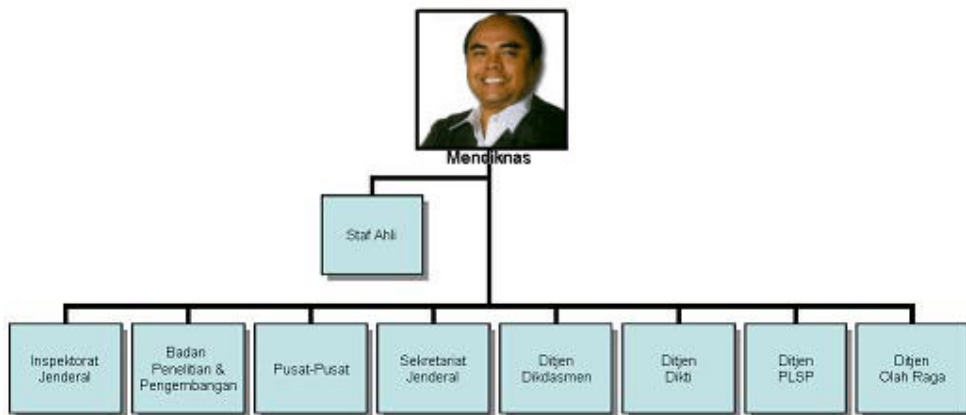 Mendiknas
Staf Ahli
Inspektorat
Jenderal
Badan
Penelitian &
Pengembangan
Pusat-Pusat
Sekretariat
Jenderal
Ditjen
Dikdasmen
Ditjen
Dikti
Ditjen
PLSP
Ditjen
Olah Raga